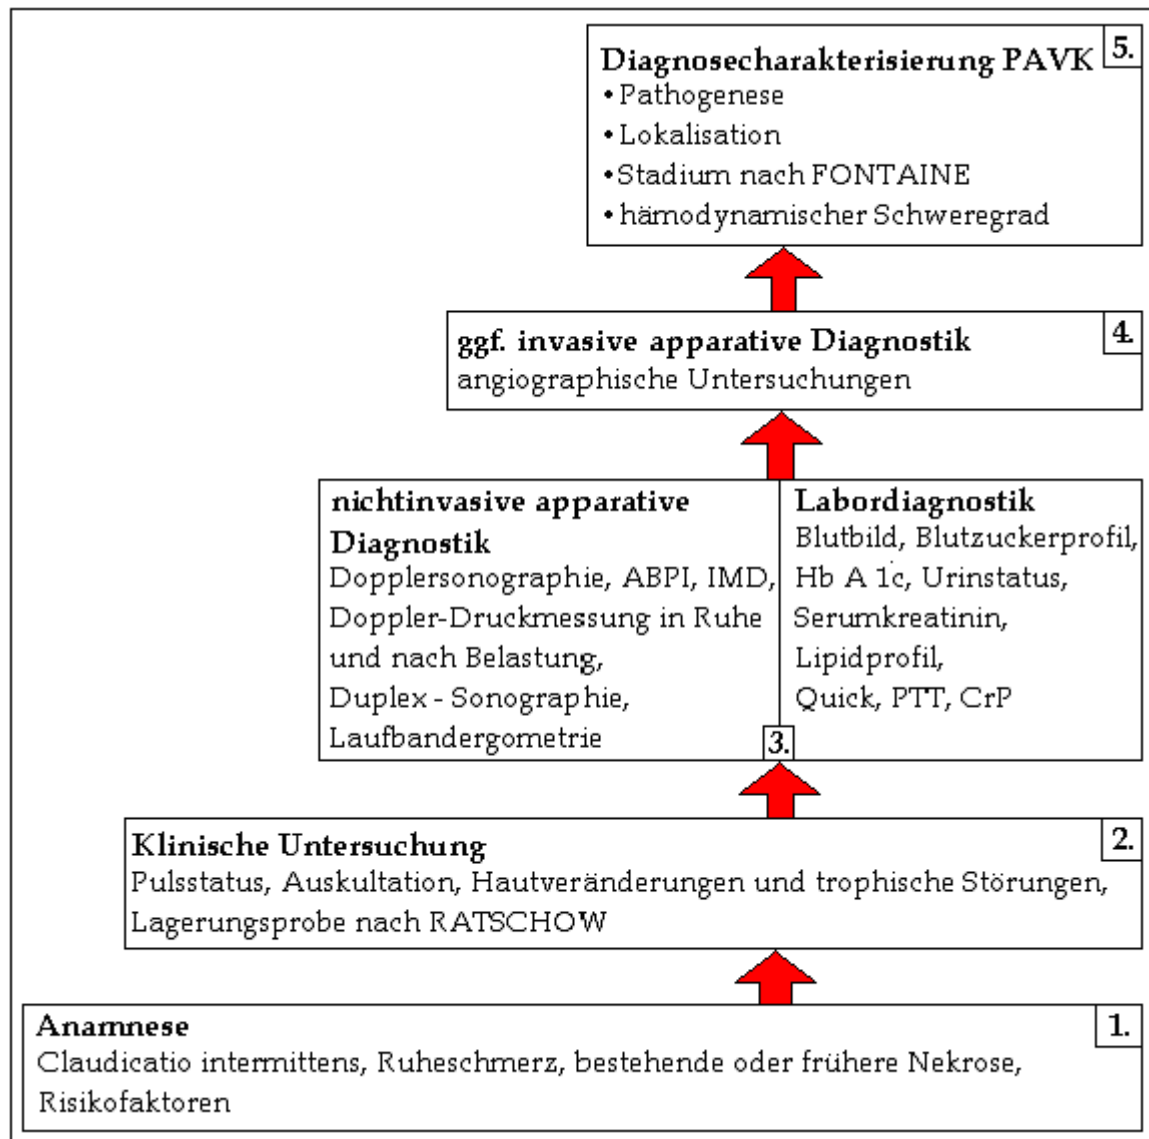 Diagnosecharakterisierung PAVK 5.
• Pathogenese
• Lokalisation
• Stadium nach FONTAINE
• hämodynamischer Schweregrad
ggf. invasive apparative Diagnostik 4.
angiographische Untersuchungen
nichtinvasive apparative
Diagnostik
Dopplersonographie, ABPI, IMD,
Doppler-Druckmessung in Ruhe
und nach Belastung,
Duplex - Sonographie,
Laufbandergometrie
Labordiagnostik
Blutbild, Blutzuckerprofil,
Hb A 1c, Urinstatus,
Serumkreatinin,
Lipidprofil,
Quick, PTT, CrP
3.
Klinische Untersuchung 2.
Pulsstatus, Auskultation, Hautveränderungen und trophische Störungen,
Lagerungsprobe nach RATSCHOW
Anamnese 1.
Claudicatio intermittens, Ruheschmerz, bestehende oder frühere Nekrose,
Risikofaktoren